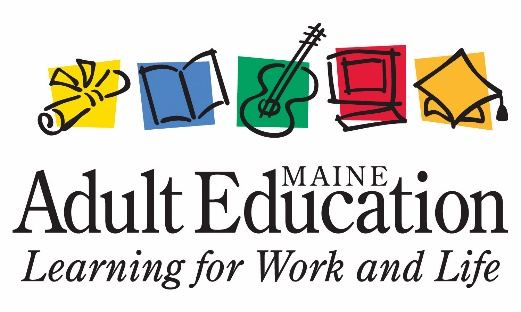 MAINE
Adult Education
Learning for Work and Life